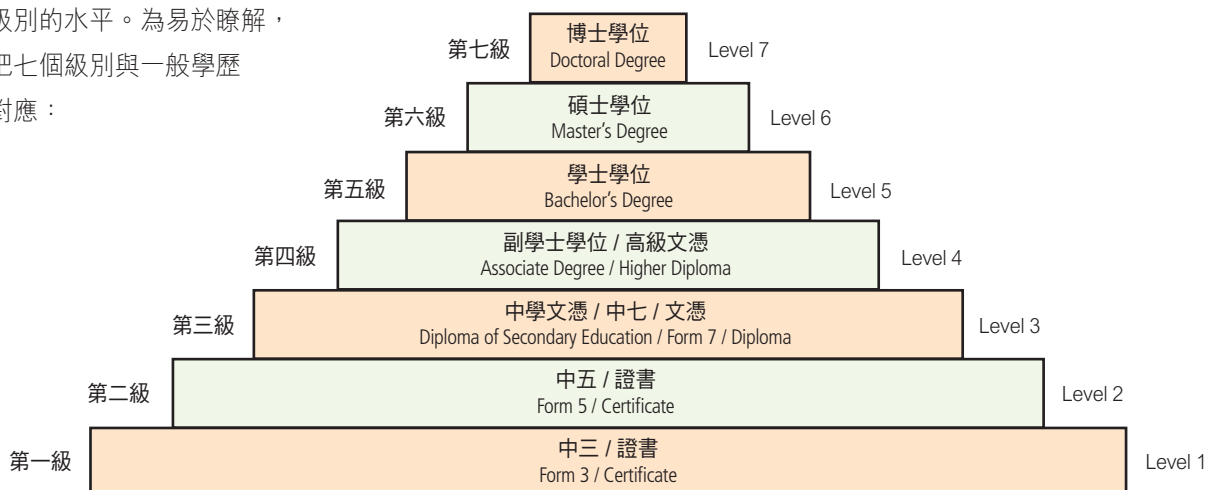 級別的水平。為易於瞭解，
把七個級別與一般學歷
對應：
第七級
博士學位
Doctoral Degree
Level 7
第六級
碩士學位
Master's Degree
Level 6
第五級
學士學位
Bachelor's Degree
Level 5
第四級
副學士學位 / 高級文憑
Associate Degree / Higher Diploma
Level 4
第三級
中學文憑 / 中七 / 文憑
Diploma of Secondary Education / Form 7 / Diploma
Level 3
第二級
中五 / 證書
Form 5 / Certificate
Level 2
第一級
中三 / 證書
Form 3 / Certificate
Level 1